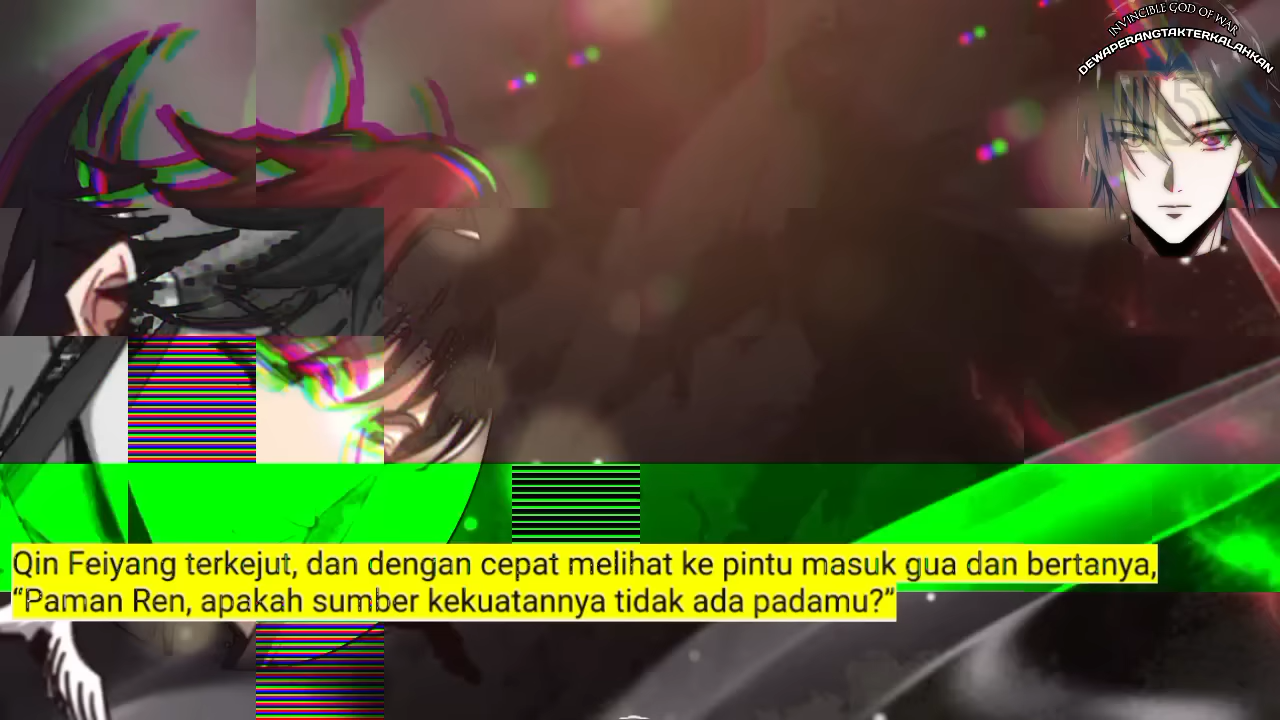 INVINCIBLE GOD OF WAR
DEWAPERANGTAKTERKALAHKAN
Qin Feiyang terkejut, dan dengan cepat melihat ke pintu masuk gua dan bertanya,
“Paman Ren, apakah sumber kekuatannya tidak ada padamu?”